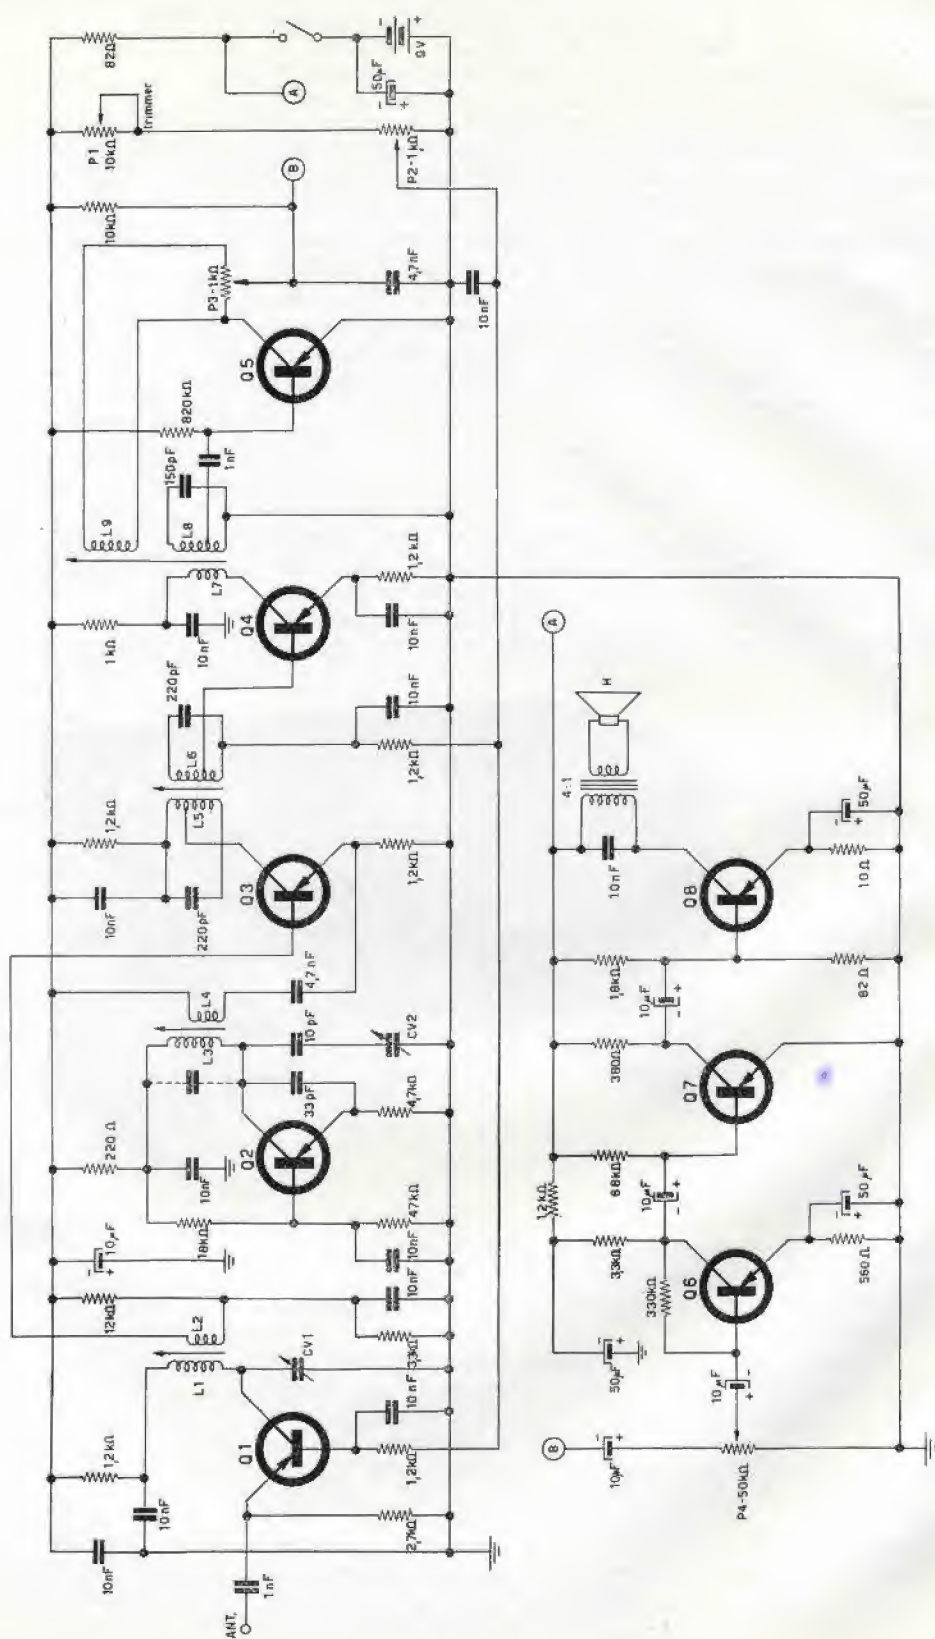 ANT.
1nF
10nF
10nF
1,2kΩ
2,7kΩ
Q1
1,2kΩ
10nF
CV1
L1
L2
12kΩ
3,3kΩ
10nF
10µF
-
+
10nF
18kΩ
47kΩ
220Ω
10nF
Q2
4,7kΩ
33pF
10pF
CV2
L3
L4
4,7nF
10nF
220pF
1,2kΩ
Q3
1,2kΩ
L5
L6
220pF
1,2kΩ
10nF
1kΩ
10nF
Q4
10nF
1,2kΩ
L7
L8
L9
150pF
1nF
820kΩ
Q5
P3-1kΩ
4,7nF
10nF
10kΩ
B
P1
10kΩ
trimmer
P2-1kΩ
82Ω
A
50µF
-
+
9V
-
+
B
10µF
-
+
P4-50kΩ
10µF
+
-
50µF
-
+
330kΩ
3,3kΩ
Q6
560Ω
50µF
-
+
1,2kΩ
10µF
-
+
68kΩ
Q7
380Ω
10µF
-
+
1,8kΩ
82Ω
Q8
10Ω
50µF
-
+
10nF
4:1
H
A